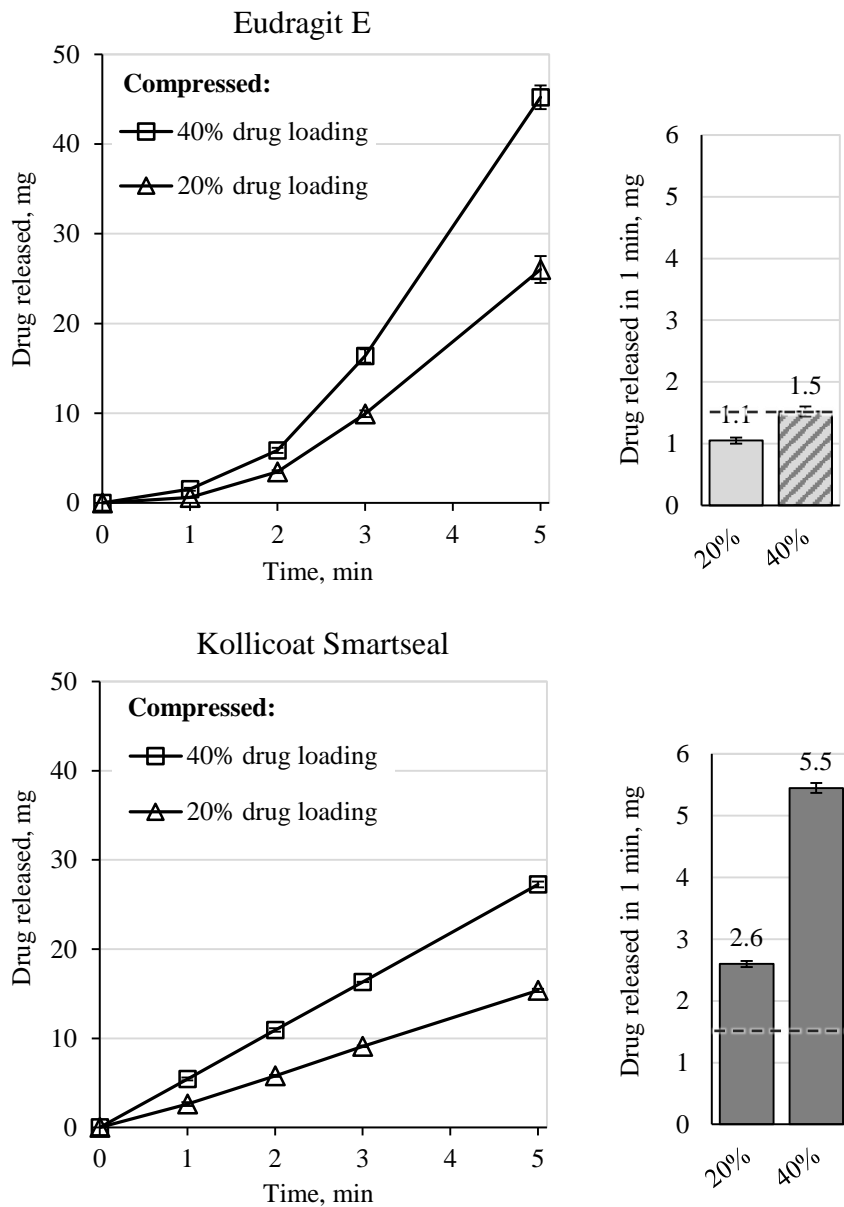 Eudragit E
Drug released, mg
50
40
30
20
10
0
Compressed:
40% drug loading
20% drug loading
0 1 2 3 4 5
Time, min
Drug released in 1 min, mg
6
5
4
3
2
1
0
1.1
1.5
20% 40%
Kollicoat Smartseal
Drug released, mg
50
40
30
20
10
0
Compressed:
40% drug loading
20% drug loading
0 1 2 3 4 5
Time, min
Drug released in 1 min, mg
6
5
4
3
2
1
0
2.6
5.5
20% 40%